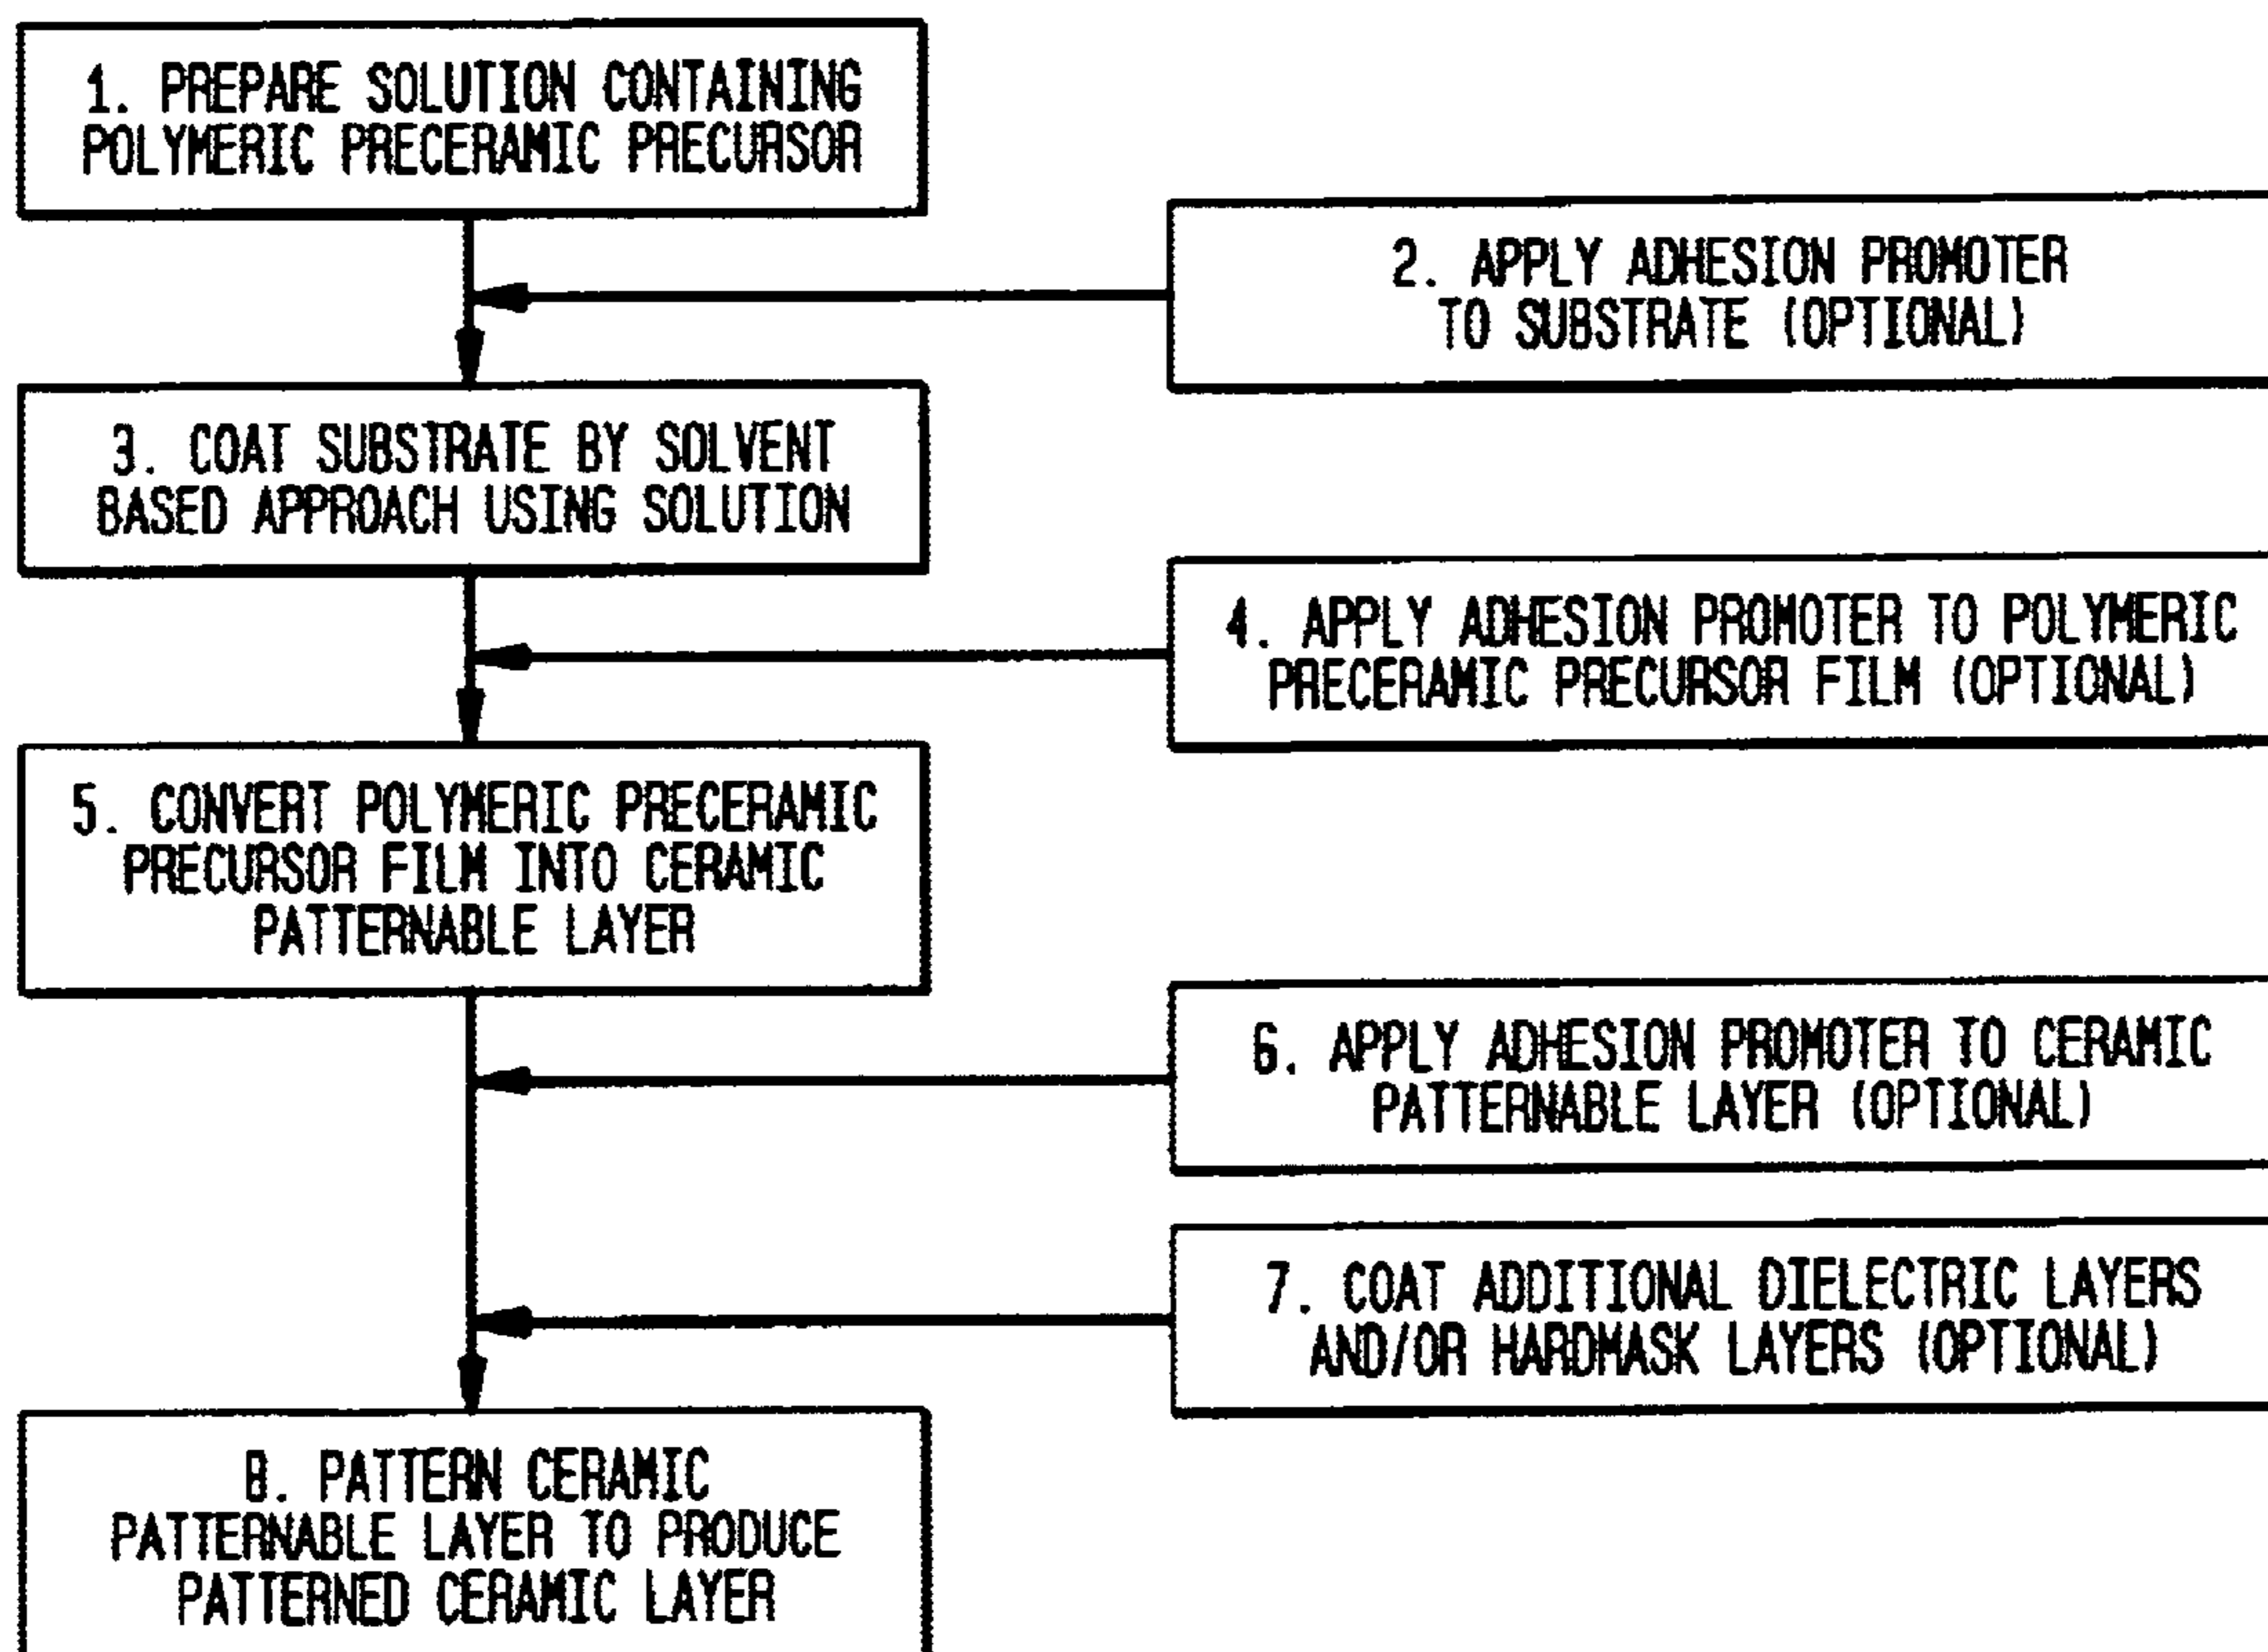 1. PREPARE SOLUTION CONTAINING
POLYMERIC PRECERAMIC PRECURSOR
2. APPLY ADHESION PROMOTER
TO SUBSTRATE (OPTIONAL)
3. COAT SUBSTRATE BY SOLVENT
BASED APPROACH USING SOLUTION
4. APPLY ADHESION PROMOTER TO POLYMERIC
PRECERAMIC PRECURSOR FILM (OPTIONAL)
5. CONVERT POLYMERIC PRECERAMIC
PRECURSOR FILM INTO CERAMIC
PATTERNABLE LAYER
6. APPLY ADHESION PROMOTER TO CERAMIC
PATTERNABLE LAYER (OPTIONAL)
7. COAT ADDITIONAL DIELECTRIC LAYERS
AND/OR HARDMASK LAYERS (OPTIONAL)
8. PATTERN CERAMIC
PATTERNABLE LAYER TO PRODUCE
PATTERNED CERAMIC LAYER